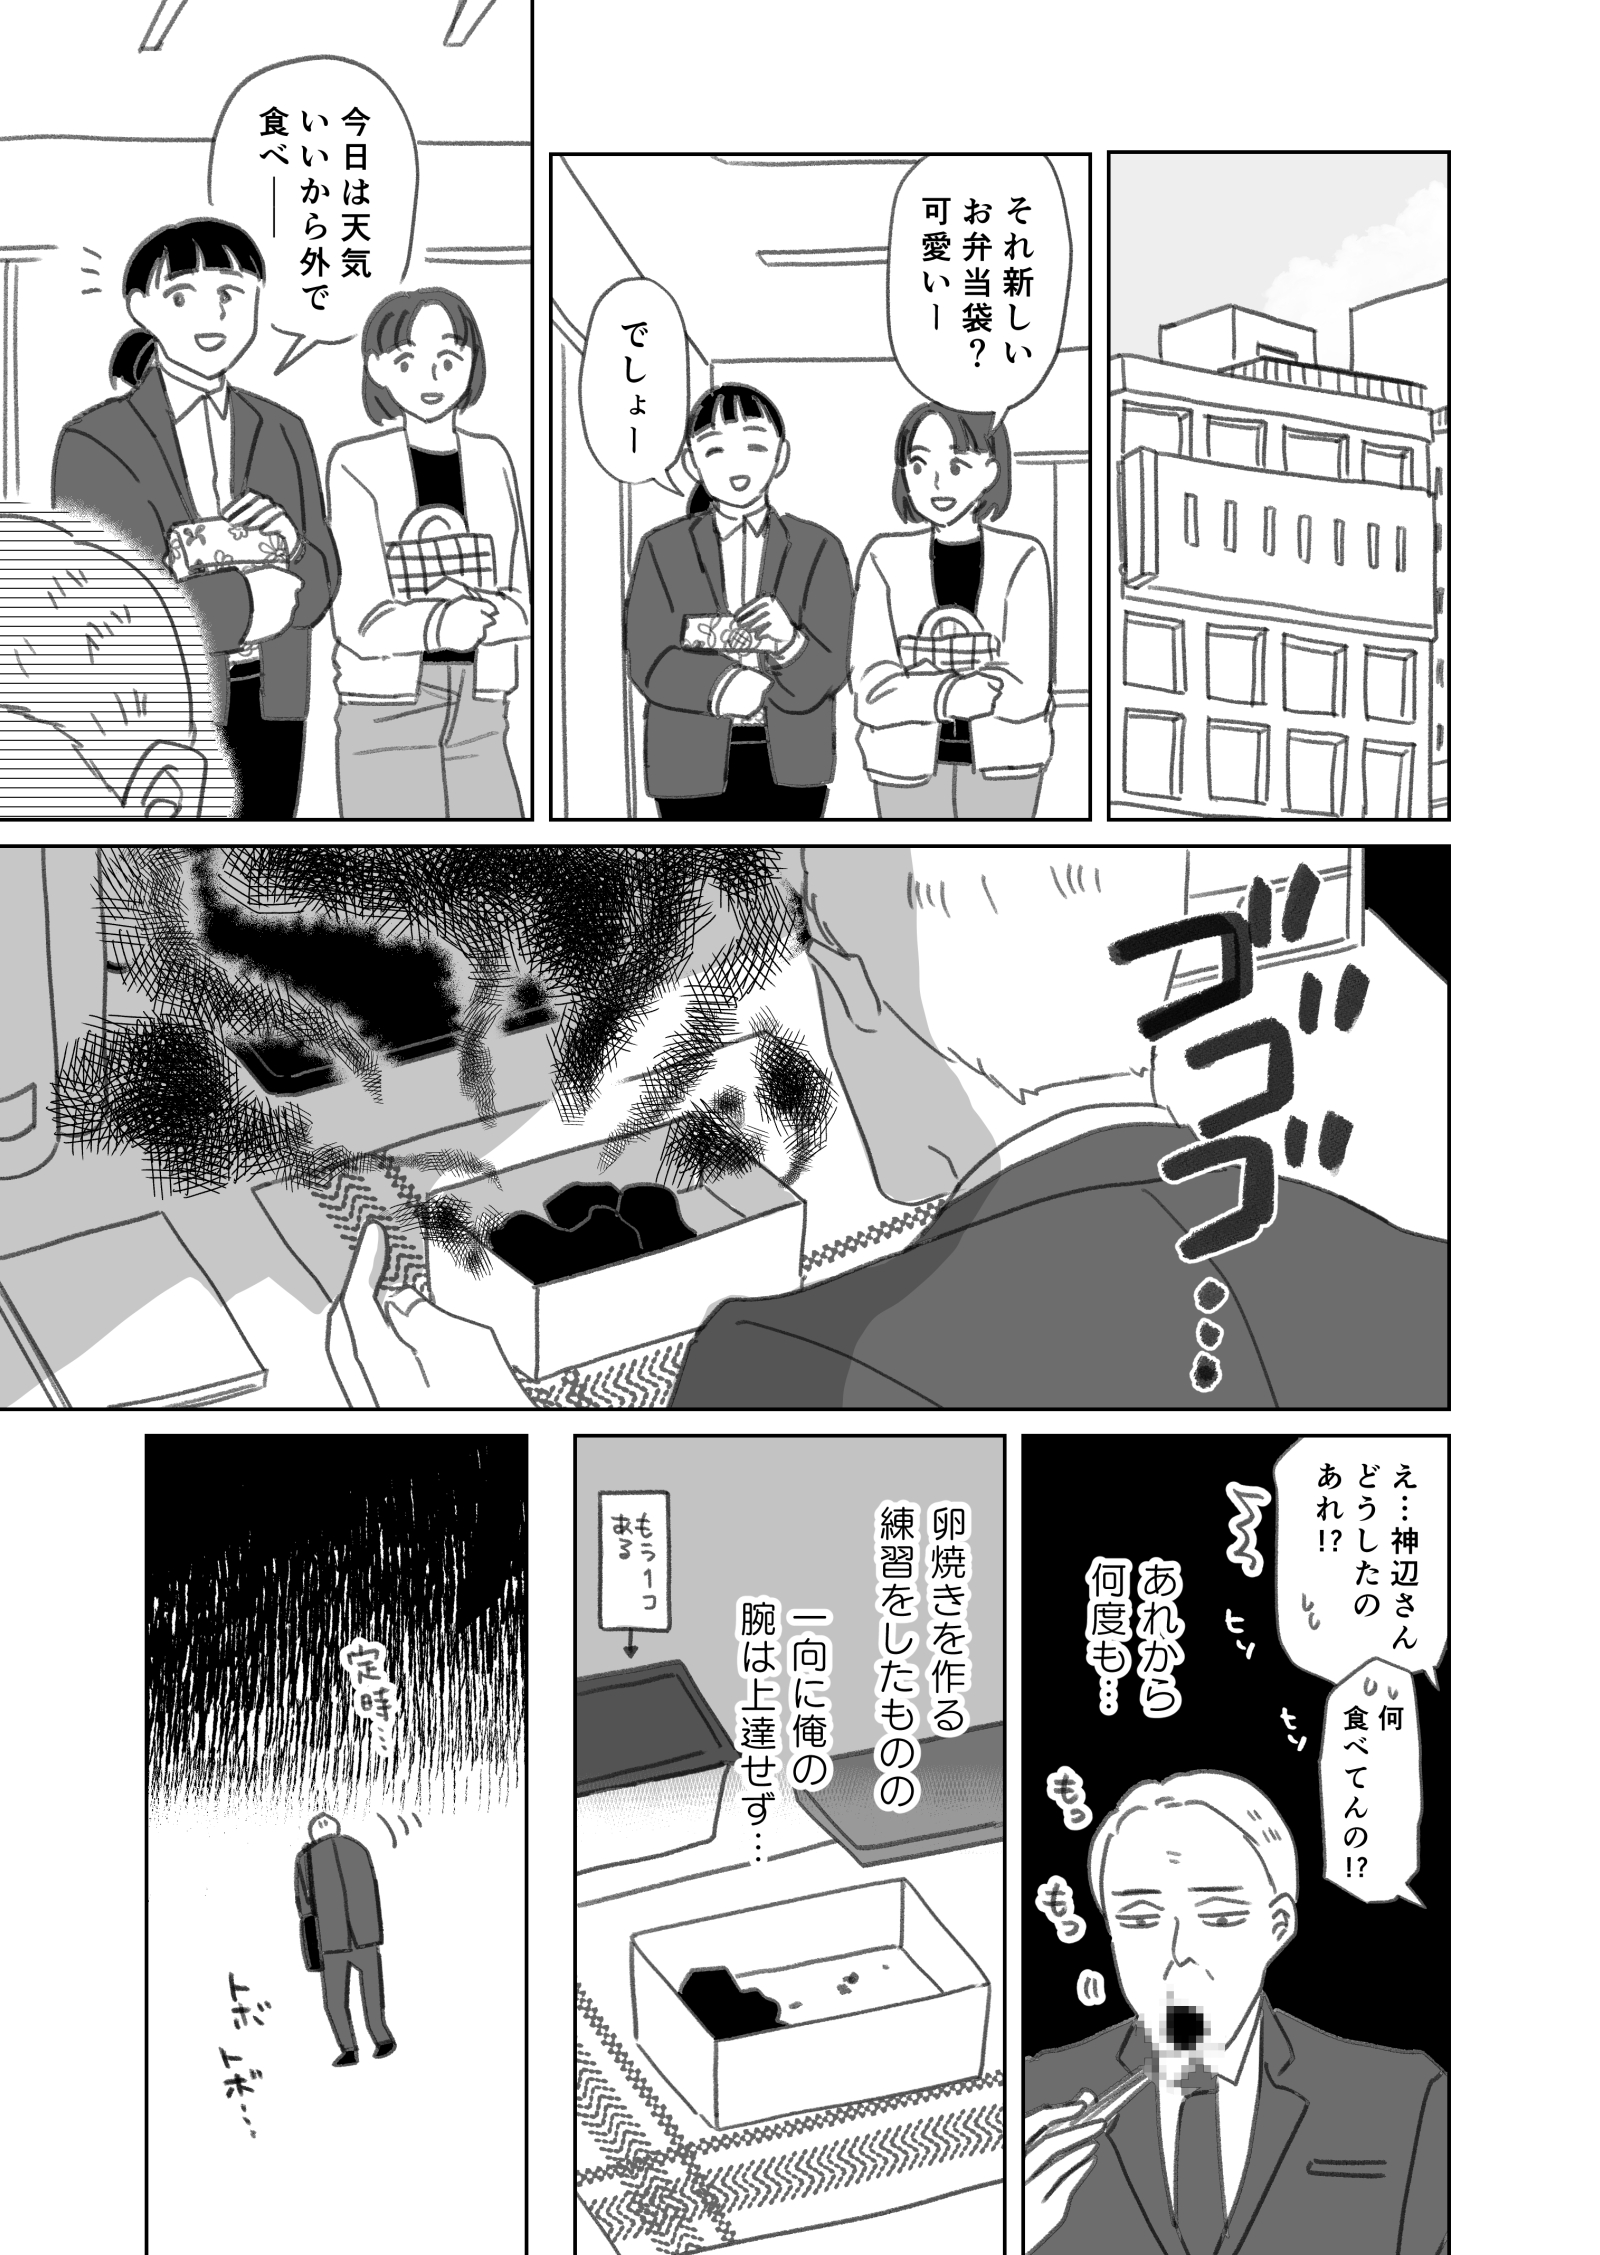 それ新しい
お弁当袋？
可愛いー
でしょー
今日は天気
いいから外で
食べ――
ゴゴゴ…
え…神辺さん
どうしたの
あれ!?
何
食べてんの!?
ヒソ
ヒソ
あれから
何度も…
もっ
もっ
卵焼きを作る
練習をしたものの
一向に俺の
腕は上達せず…
もう1コ
ある
定時…
トボ
トボ…